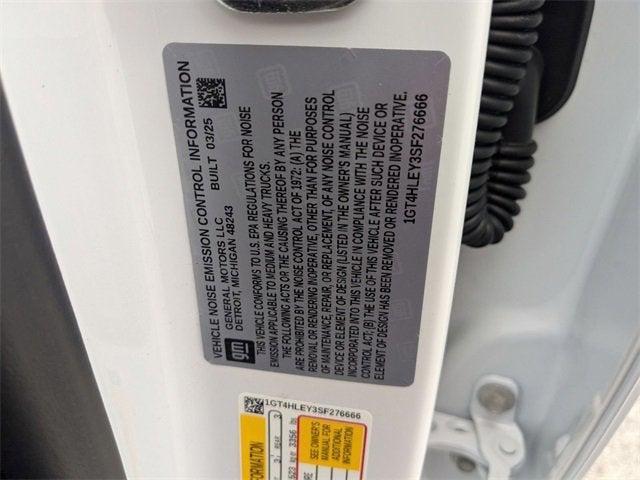 VEHICLE NOISE EMISSION CONTROL INFORMATION
GENERAL MOTORS LLC BUILT 03/25
DETROIT, MICHIGAN 48243
gm
THIS VEHICLE CONFORMS TO U.S. EPA REGULATIONS FOR NOISE
EMISSION APPLICABLE TO MEDIUM AND HEAVY TRUCKS.
THE FOLLOWING ACTS OR THE CAUSING THEREOF BY ANY PERSON
ARE PROHIBITED BY THE NOISE CONTROL ACT OF 1972: (A) THE
REMOVAL OR RENDERING INOPERATIVE, OTHER THAN FOR PURPOSES
OF MAINTENANCE, REPAIR, OR REPLACEMENT, OF ANY NOISE CONTROL
DEVICE OR ELEMENT OF DESIGN (LISTED IN THE OWNER'S MANUAL)
INCORPORATED INTO THIS VEHICLE IN COMPLIANCE WITH THE NOISE
CONTROL ACT; (B) THE USE OF THIS VEHICLE AFTER SUCH DEVICE OR
ELEMENT OF DESIGN HAS BEEN REMOVED OR RENDERED INOPERATIVE.
1GT4HLEY3SF276666
1GT4HLEY3SF276666
SEE OWNER'S
MANUAL FOR
ADDITIONAL
INFORMATION
REAR 3
3356 lbs